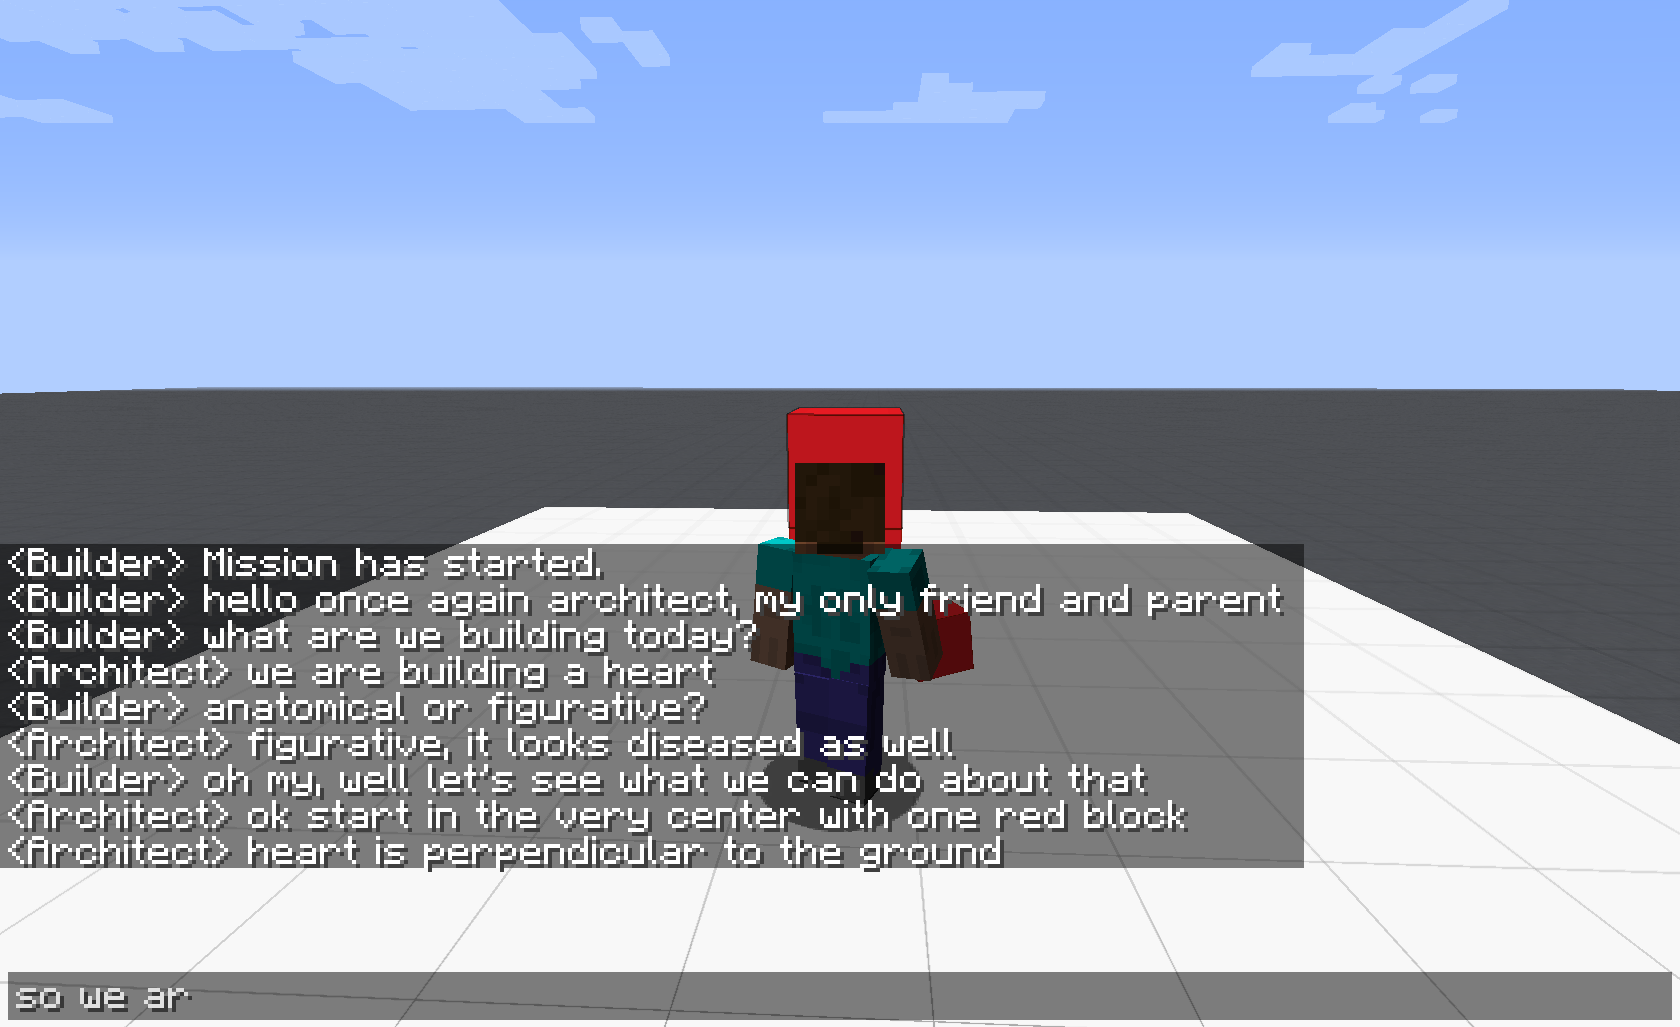 <Builder> Mission has started.
<Builder> hello once again architect, my only friend and parent
<Builder> what are we building today?
<Architect> we are building a heart
<Builder> anatomical or figurative?
<Architect> figurative, it looks diseased as well
<Builder> oh my, well let's see what we can do about that
<Architect> ok start in the very center with one red block
<Architect> heart is perpendicular to the ground
so we ar